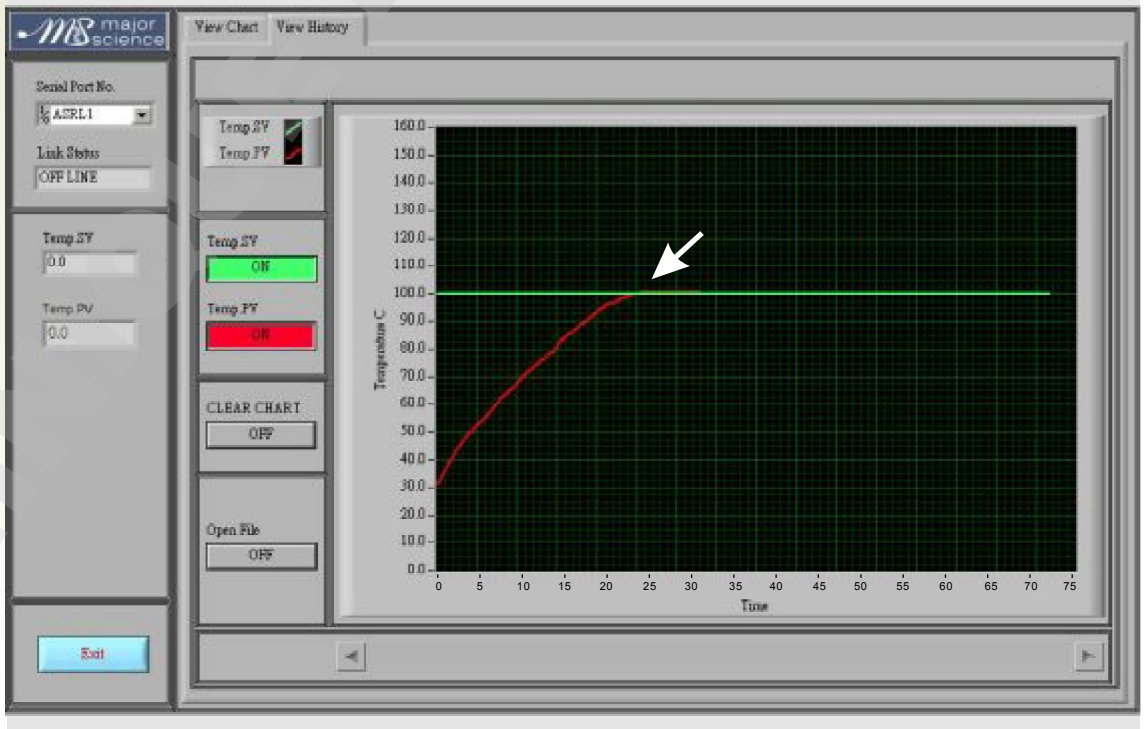 MS major science
View Chart View History
Serial Port No.
ASRL1
Link Status
OFF LINE
Temp.SV
0.0
Temp.PV
0.0
Exit
Temp.SV
Temp.PV
Temp.SV
ON
Temp.PV
ON
CLEAR CHART
OFF
Open File
OFF
160.0
150.0
140.0
130.0
120.0
110.0
100.0
90.0
80.0
70.0
60.0
50.0
40.0
30.0
20.0
10.0
0.0
Temperature C
0 5 10 15 20 25 30 35 40 45 50 55 60 65 70 75
Time